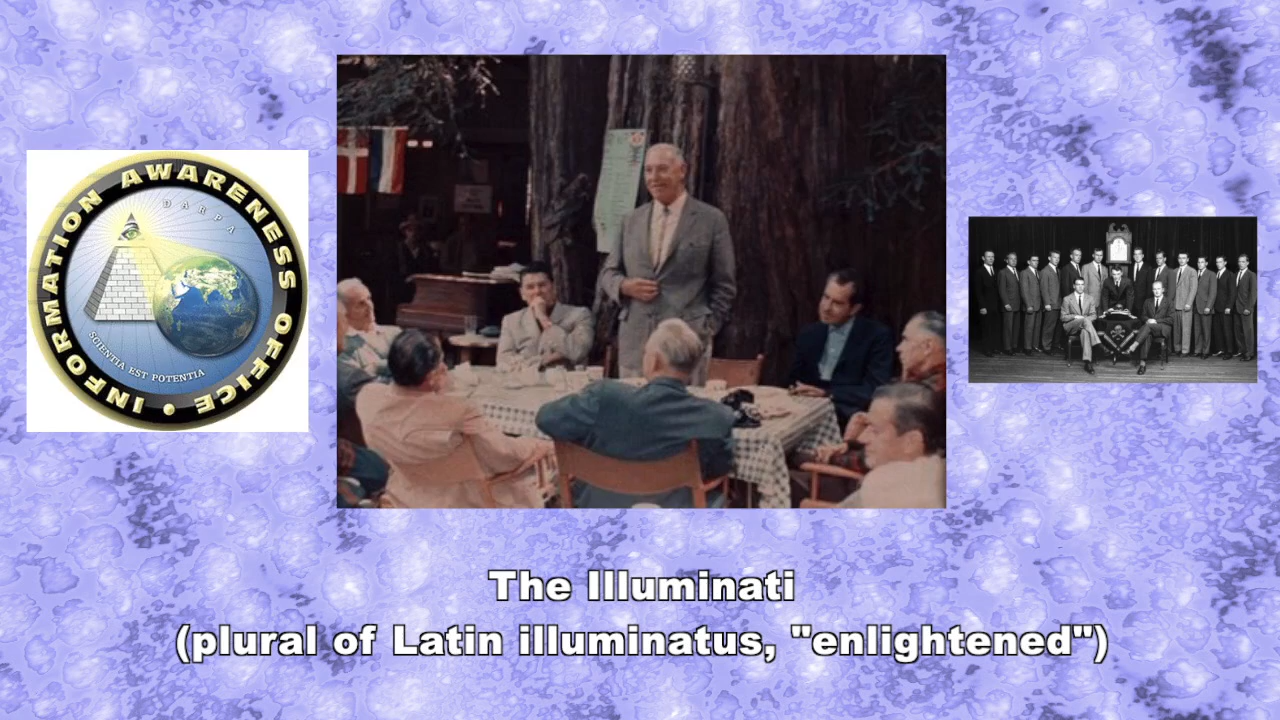 INFORMATION AWARENESS OFFICE
DARPA
SCIENTIA EST POTENTIA
The Illuminati
(plural of Latin illuminatus, "enlightened")